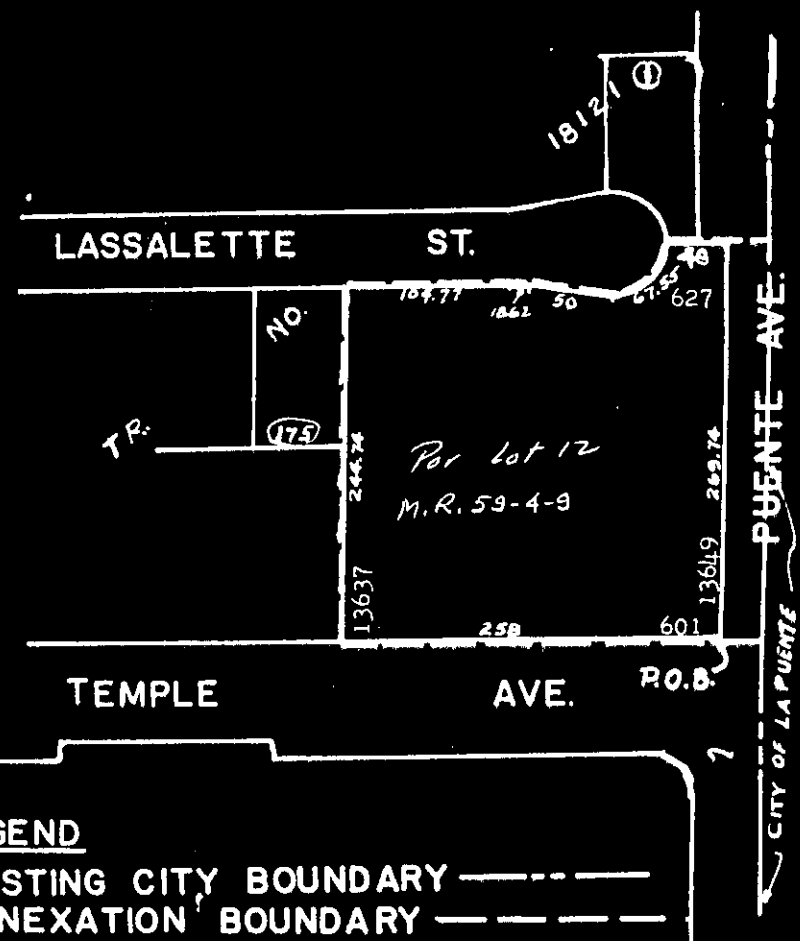 18121 1
LASSALETTE ST.
48
67.55
104.77
1862
50
627
NO.
TR.
175
Por Lot 12
M.R. 59-4-9
244.74
269.74
13637
13649
PUENTE AVE.
258
601
P.O.B.
TEMPLE AVE.
CITY OF LA PUENTE
GEND
STING CITY BOUNDARY
NEXATION BOUNDARY